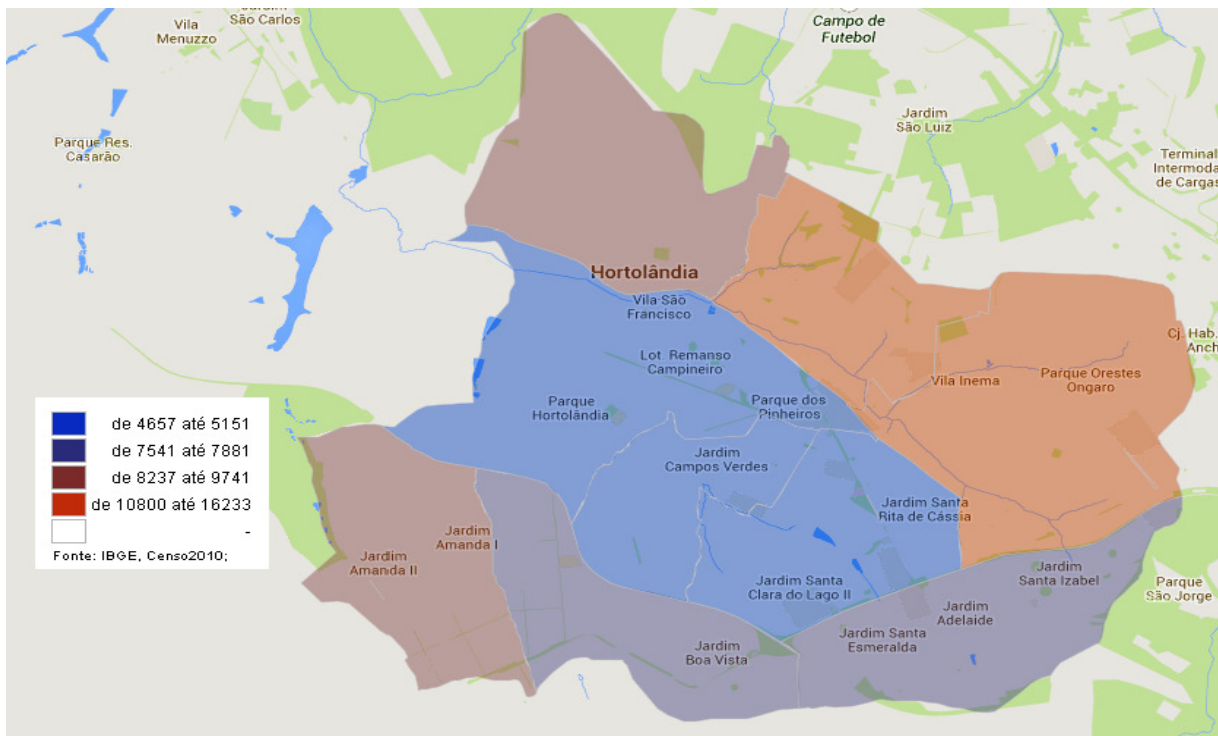 Jardim
São Carlos
Vila
Menuzzo
Campo de
Futebol
Jardim
São Luiz
Parque Res.
Casarão
Terminal
Intermoda
de Cargas
Hortolândia
Vila São
Francisco
Cj. Hab.
Anch
Lot. Remanso
Campineiro
Vila Inema
Parque Orestes
Ongaro
Parque
Hortolândia
Parque dos
Pinheiros
de 4657 até 5151
de 7541 até 7881
de 8237 até 9741
de 10800 até 16233
-
Fonte: IBGE, Censo2010;
Jardim
Campos Verdes
Jardim Santa
Rita de Cássia
Jardim
Amanda I
Jardim
Amanda II
Jardim Santa
Clara do Lago II
Jardim
Santa Izabel
Parque
São Jorge
Jardim
Adelaide
Jardim Santa
Esmeralda
Jardim
Boa Vista